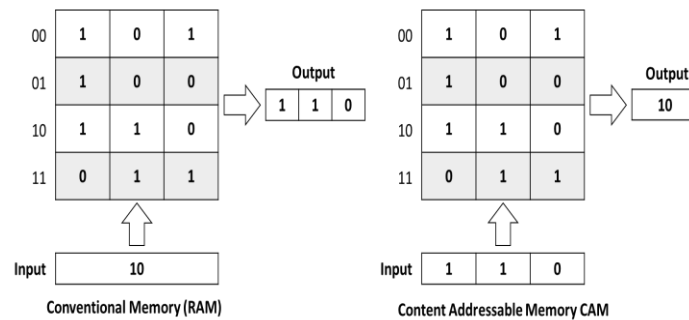 00 1 0 1
01 1 0 0
10 1 1 0
11 0 1 1
Output
1 1 0
Input 10
Conventional Memory (RAM)
00 1 0 1
01 1 0 0
10 1 1 0
11 0 1 1
Output
10
Input 1 1 0
Content Addressable Memory CAM